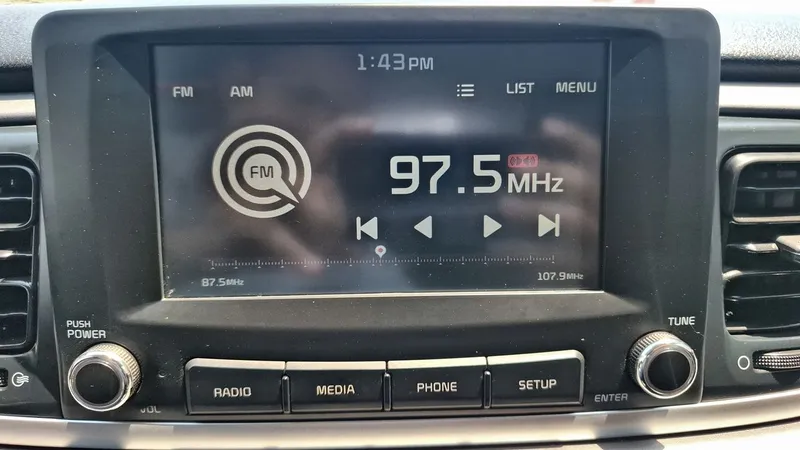 1:43 PM
FM AM LIST MENU
FM
97.5 MHz
87.5MHz 107.9MHz
PUSH
POWER
TUNE
RADIO MEDIA PHONE SETUP
VOL
ENTER